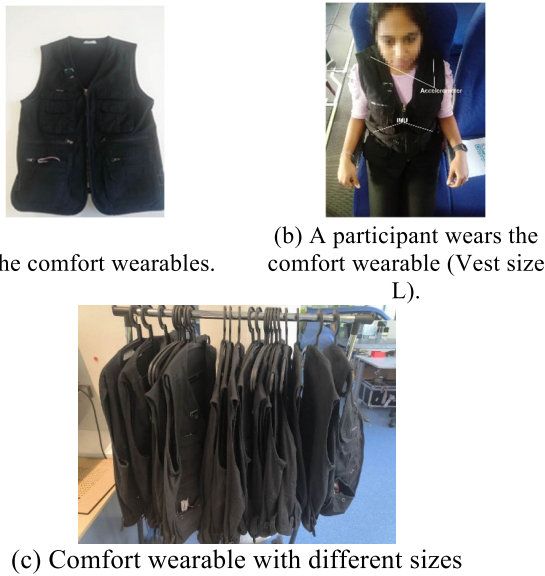 Accelerometer
IMU
he comfort wearables.
(b) A participant wears the
comfort wearable (Vest size
L).
(c) Comfort wearable with different sizes